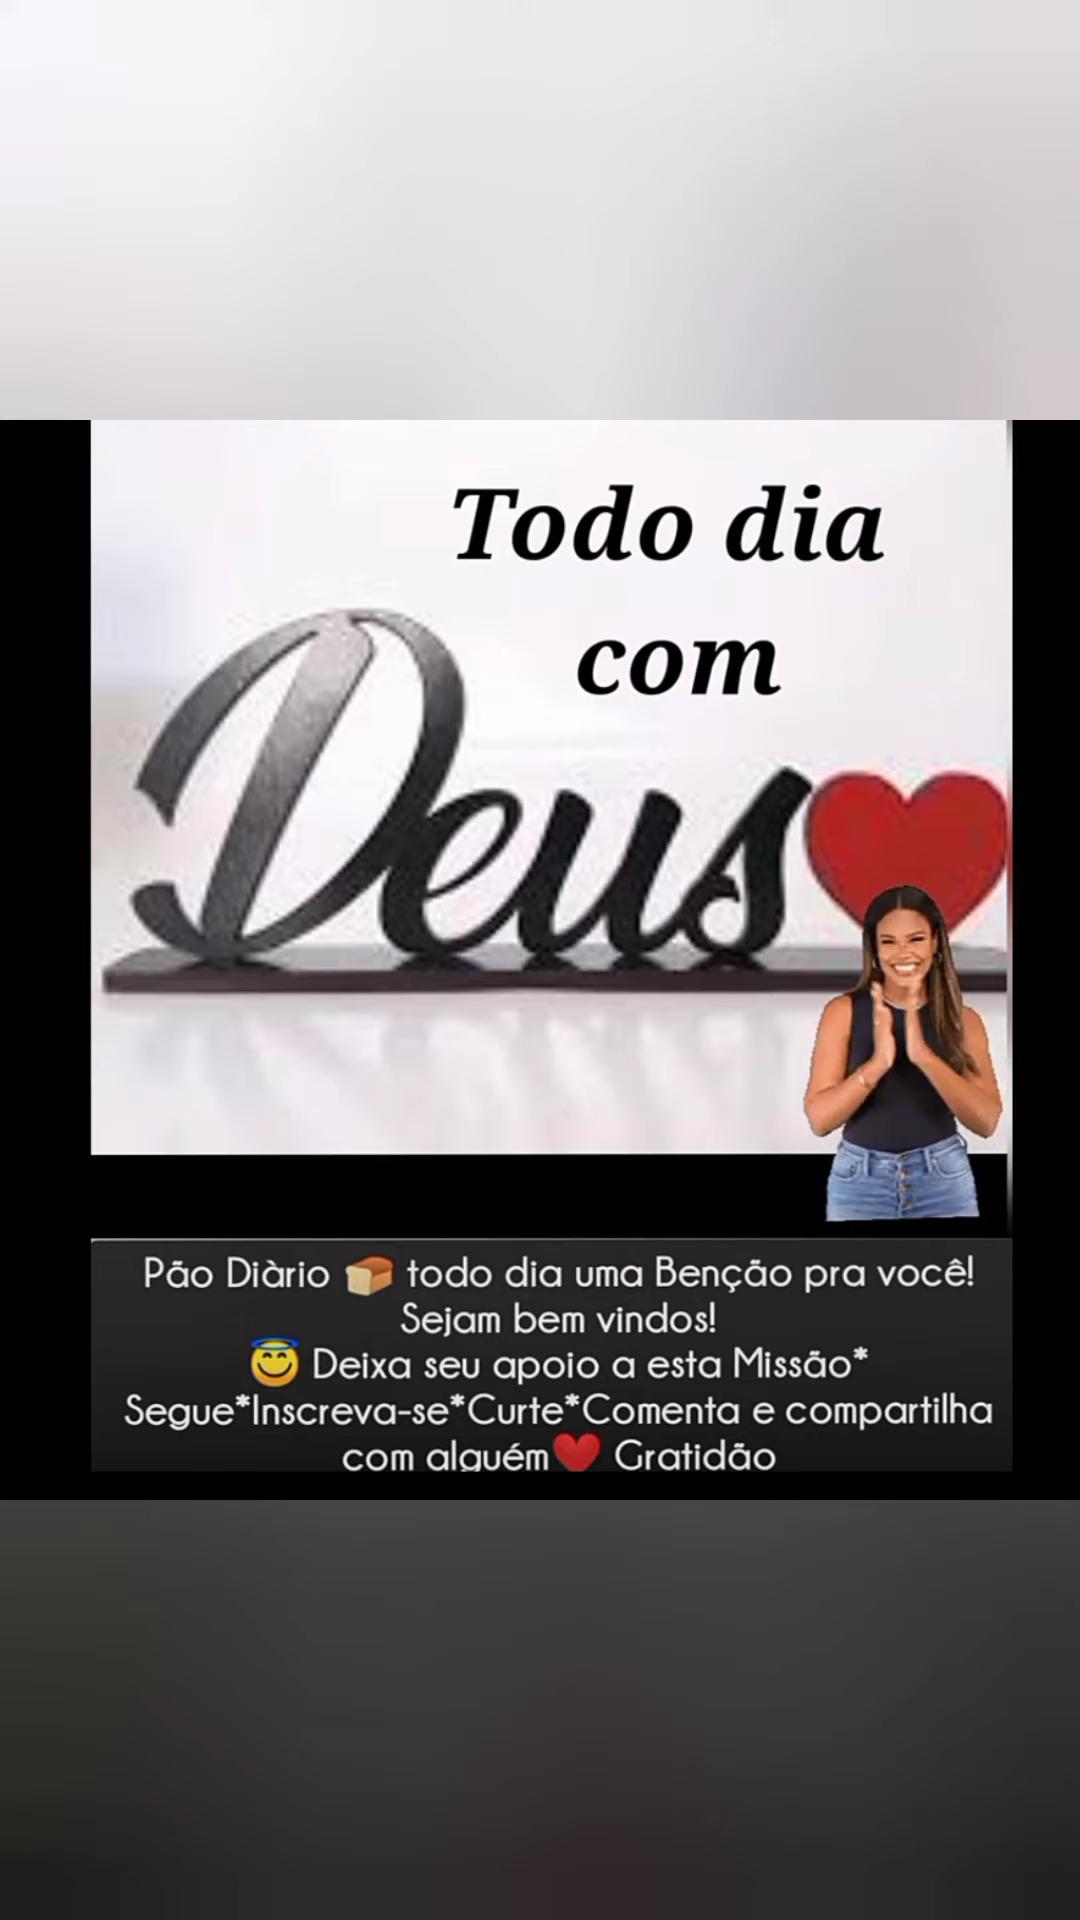 Todo dia
com
Deus
Pão Diàrio 🍞 todo dia uma Benção pra você!
Sejam bem vindos!
😇 Deixa seu apoio a esta Missão*
Segue*Inscreva-se*Curte*Comenta e compartilha
com alguém❤️ Gratidão